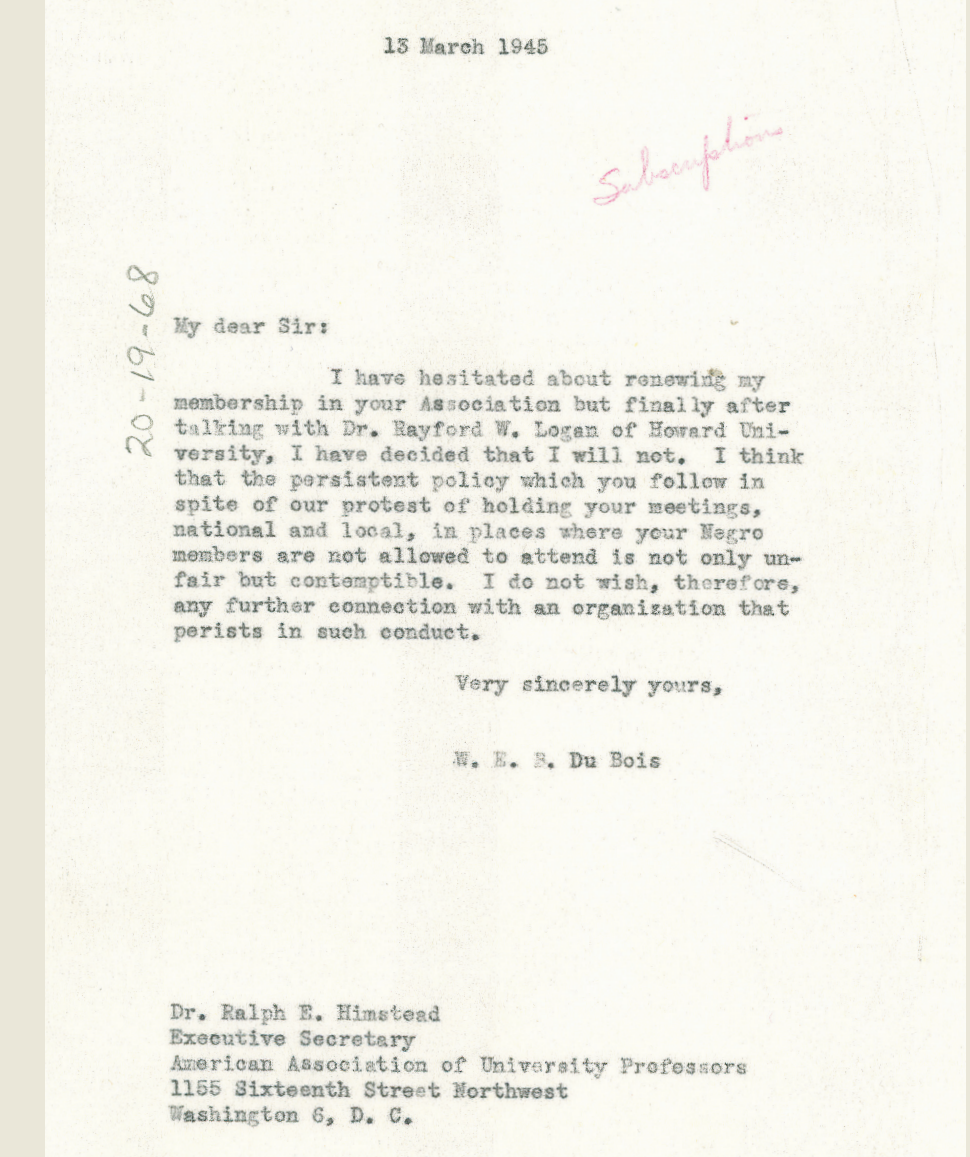 13 March 1945
Subscription
20-19-68
My dear Sir:
I have hesitated about renewing my
membership in your Association but finally after
talking with Dr. Rayford W. Logan of Howard Uni-
versity, I have decided that I will not. I think
that the persistent policy which you follow in
spite of our protest of holding your meetings,
national and local, in places where your Negro
members are not allowed to attend is not only un-
fair but contemptible. I do not wish, therefore,
any further connection with an organization that
perists in such conduct.
Very sincerely yours,
W. E. B. Du Bois
Dr. Ralph E. Himstead
Executive Secretary
American Association of University Professors
1155 Sixteenth Street Northwest
Washington 6, D. C.